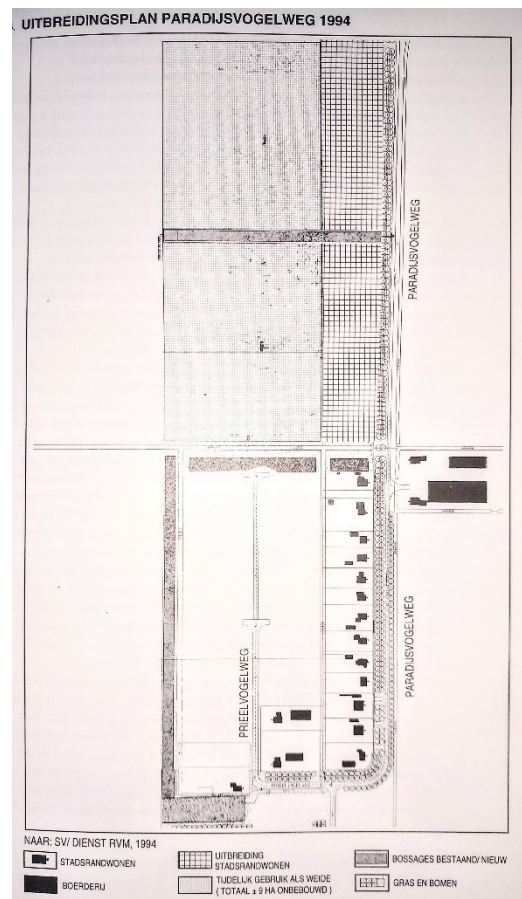 UITBREIDINGSPLAN PARADIJSVOGELWEG 1994
PARADIJSVOGELWEG
PRIEELVOGELWEG
PARADIJSVOGELWEG
NAAR: SV/ DIENST RVM, 1994
STADSRANDWONEN
UITBREIDING
STADSRANDWONEN
BOSSAGES BESTAAND/ NIEUW
BOERDERIJ
TIJDELIJK GEBRUIK ALS WEIDE
( TOTAAL ± 9 HA ONBEBOUWD )
GRAS EN BOMEN